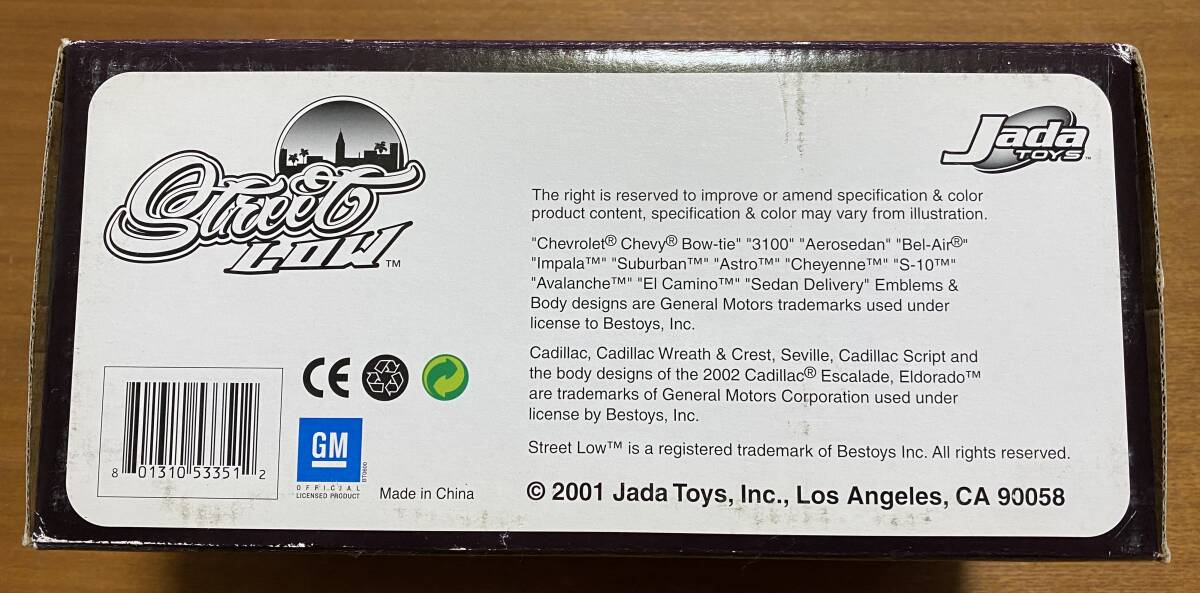 Street
LOW™
Jada
TOYS™
The right is reserved to improve or amend specification & color
product content, specification & color may vary from illustration.
"Chevrolet® Chevy® Bow-tie" "3100" "Aerosedan" "Bel-Air®"
"Impala™" "Suburban™" "Astro™" "Cheyenne™" "S-10™"
"Avalanche™" "El Camino™" "Sedan Delivery" Emblems &
Body designs are General Motors trademarks used under
license to Bestoys, Inc.
Cadillac, Cadillac Wreath & Crest, Seville, Cadillac Script and
the body designs of the 2002 Cadillac® Escalade, Eldorado™
are trademarks of General Motors Corporation used under
license by Bestoys, Inc.
Street Low™ is a registered trademark of Bestoys Inc. All rights reserved.
© 2001 Jada Toys, Inc., Los Angeles, CA 90058
CE
GM
OFFICIAL
LICENSED PRODUCT
BT0800
Made in China
8 01310 53351 2